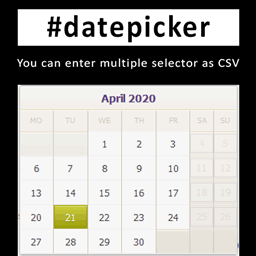 #datepicker
You can enter multiple selector as CSV
April 2020
MO TU WE TH FR SA SU
1 2 3 4 5
6 7 8 9 10 11 12
13 14 15 16 17 18 19
20 21 22 23 24 25 26
27 28 29 30